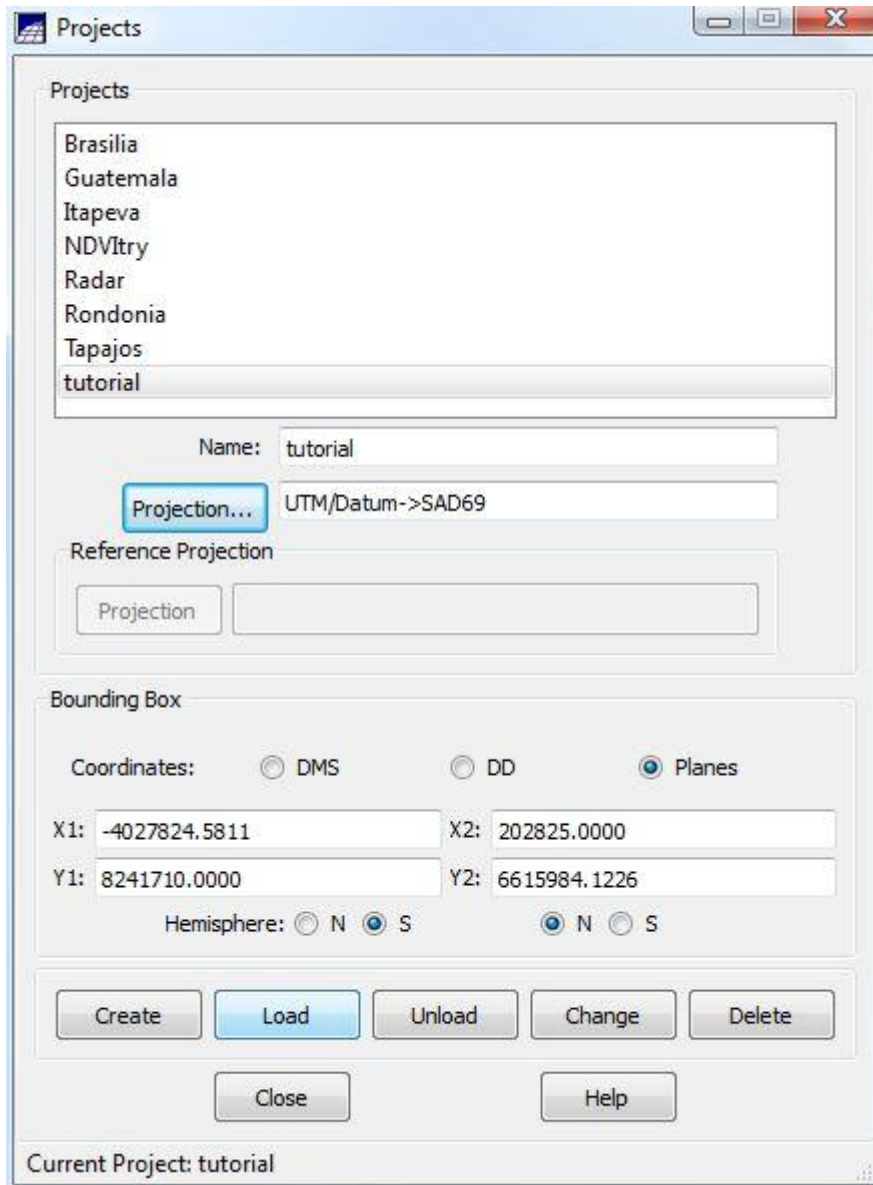 Projects
Projects
Brasilia
Guatemala
Itapeva
NDVItry
Radar
Rondonia
Tapajos
tutorial
Name: tutorial
Projection... UTM/Datum->SAD69
Reference Projection
Projection
Bounding Box
Coordinates: DMS DD Planes
X1: -4027824.5811 X2: 202825.0000
Y1: 8241710.0000 Y2: 6615984.1226
Hemisphere: N S N S
Create Load Unload Change Delete
Close Help
Current Project: tutorial